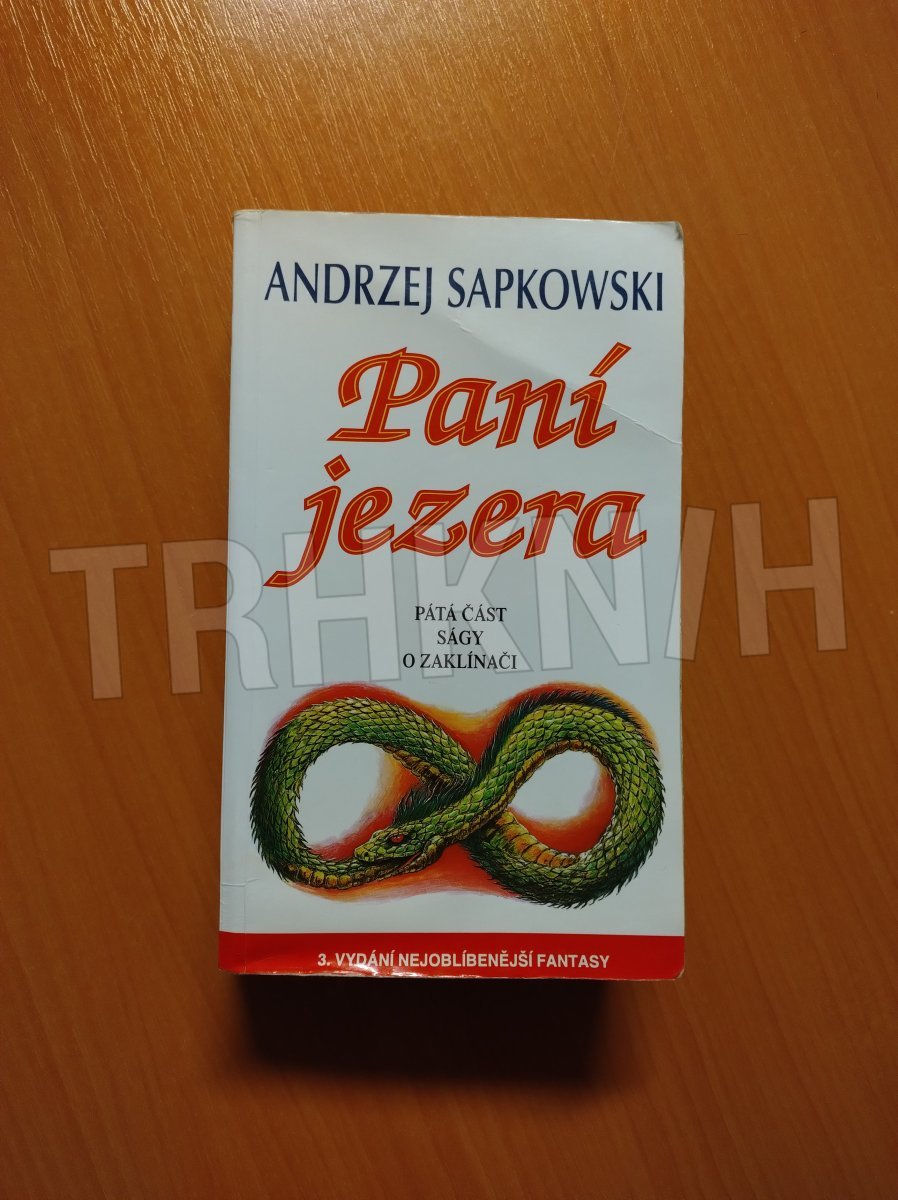 ANDRZEJ SAPKOWSKI
Paní
jezera
TRHKNIH
PÁTÁ ČÁST
SÁGY
O ZAKLÍNAČI
3. VYDÁNÍ NEJOBLÍBENĚJŠÍ FANTASY